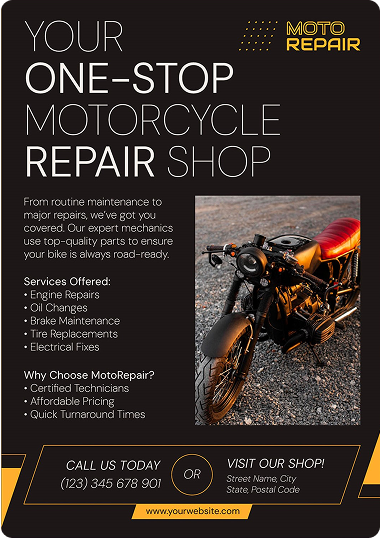 YOUR
ONE-STOP
MOTORCYCLE
REPAIR SHOP
MOTO
REPAIR
From routine maintenance to
major repairs, we've got you
covered. Our expert mechanics
use top-quality parts to ensure
your bike is always road-ready.
Services Offered:
• Engine Repairs
• Oil Changes
• Brake Maintenance
• Tire Replacements
• Electrical Fixes
Why Choose MotoRepair?
• Certified Technicians
• Affordable Pricing
• Quick Turnaround Times
CALL US TODAY
(123) 345 678 901
OR
VISIT OUR SHOP!
Street Name, City
State, Postal Code
www.yourwebsite.com